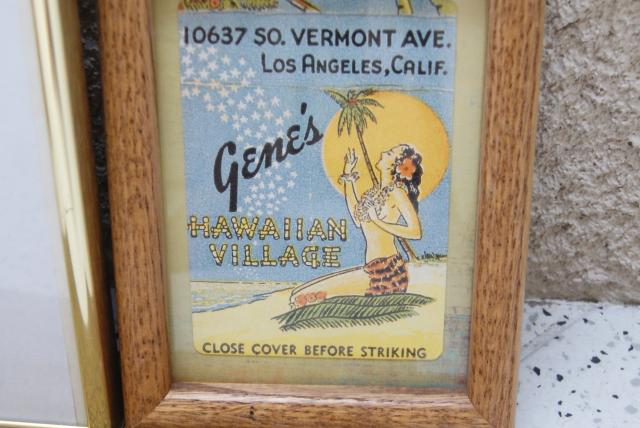 10637 SO. VERMONT AVE.
LOS ANGELES, CALIF.
Gene's
HAWAIIAN
VILLAGE
CLOSE COVER BEFORE STRIKING